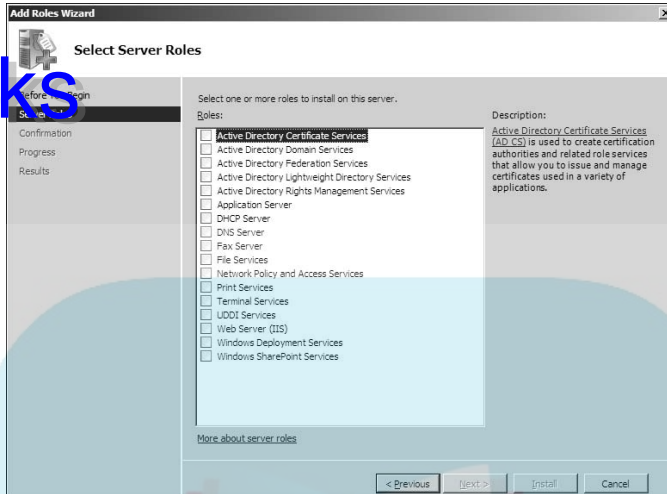 Add Roles Wizard
Select Server Roles
ks
Before You Begin
Server Roles
Confirmation
Progress
Results
Select one or more roles to install on this server.
Roles:
Active Directory Certificate Services
Active Directory Domain Services
Active Directory Federation Services
Active Directory Lightweight Directory Services
Active Directory Rights Management Services
Application Server
DHCP Server
DNS Server
Fax Server
File Services
Network Policy and Access Services
Print Services
Terminal Services
UDDI Services
Web Server (IIS)
Windows Deployment Services
Windows SharePoint Services
More about server roles
Description:
Active Directory Certificate Services
(AD CS) is used to create certification
authorities and related role services
that allow you to issue and manage
certificates used in a variety of
applications.
< Previous
Next >
Install
Cancel